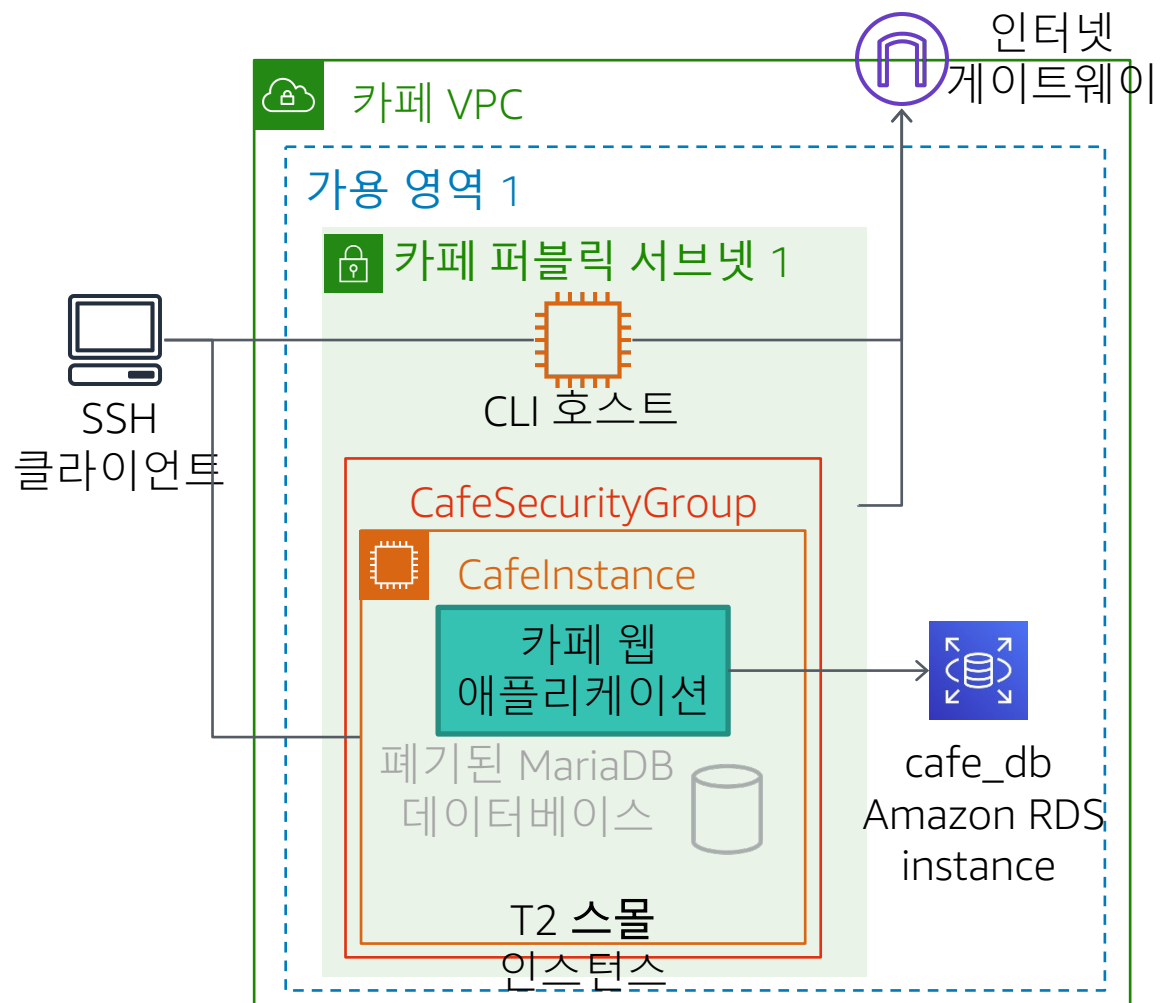 인터넷
게이트웨이
카페 VPC
가용 영역 1
카페 퍼블릭 서브넷 1
CLI 호스트
SSH
클라이언트
CafeSecurityGroup
CafeInstance
카페 웹
애플리케이션
폐기된 MariaDB
데이터베이스
cafe_db
Amazon RDS
instance
T2 스몰
인스턴스